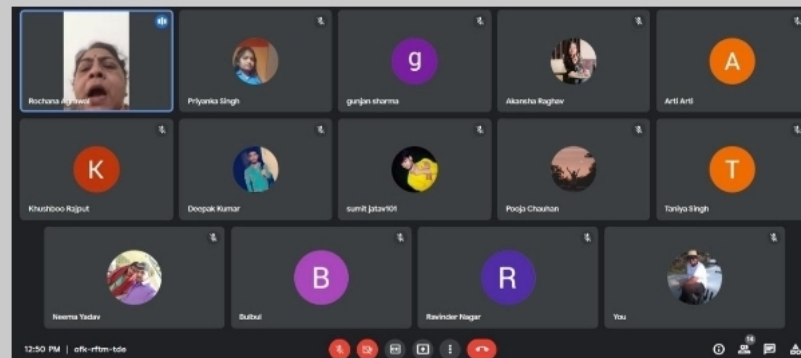 Rochana Agrawal
Priyanka Singh
g
gunjan sharma
Akansha Raghav
A
Arti Arti
K
Khushboo Rajput
Deepak Kumar
sumit jatav101
Pooja Chauhan
T
Taniya Singh
Neema Yadav
B
Bulbul
R
Ravinder Nagar
You
12:50 PM | ofk-rftm-tde
14